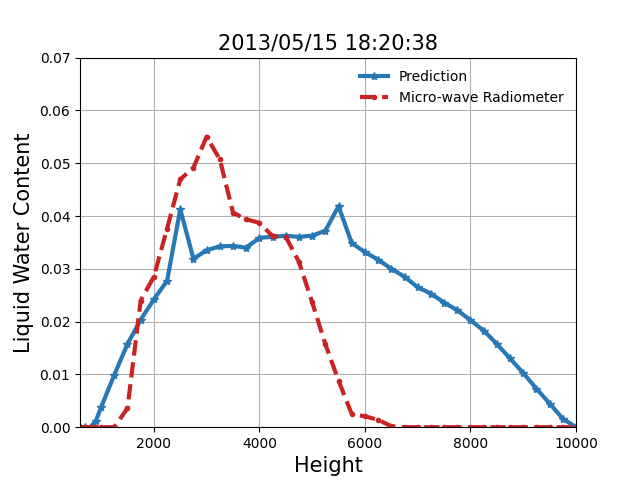 2013/05/15 18:20:38
0.07
0.06
0.05
0.04
0.03
0.02
0.01
0.00
Liquid Water Content
Prediction
Micro-wave Radiometer
2000 4000 6000 8000 10000
Height